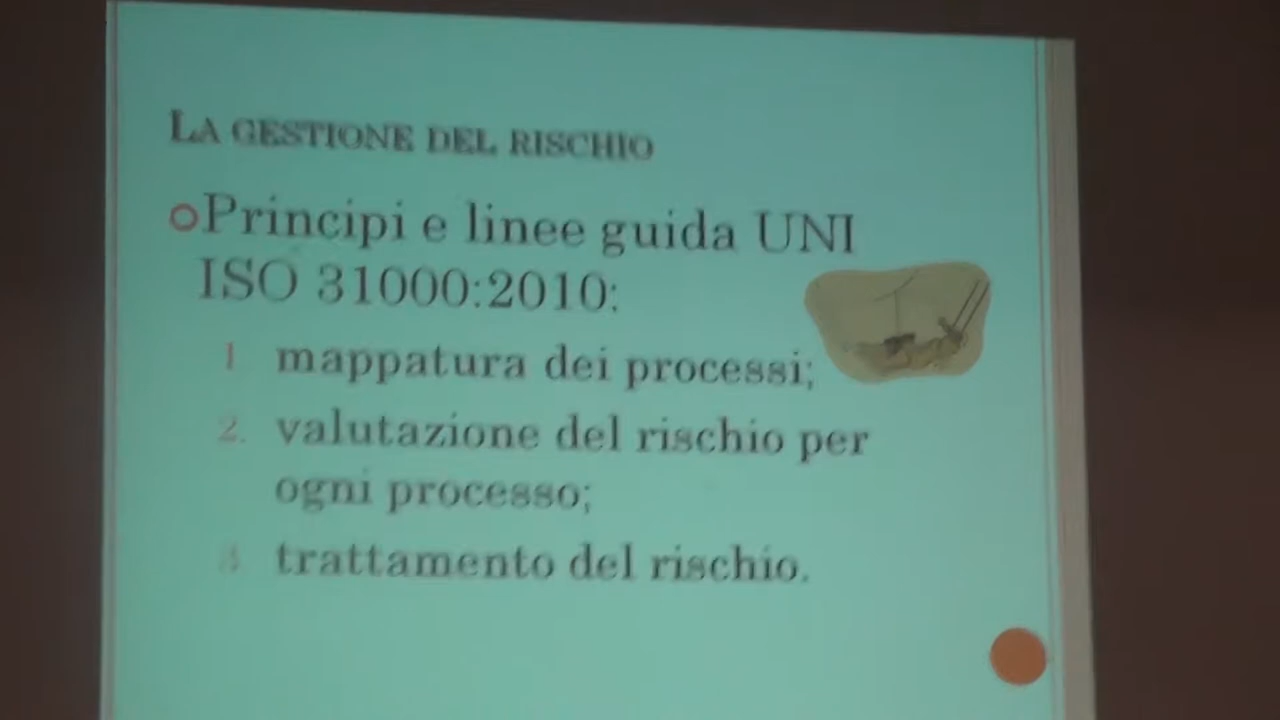 LA GESTIONE DEL RISCHIO
Principi e linee guida UNI
ISO 31000:2010:
1 mappatura dei processi;
2. valutazione del rischio per
ogni processo;
3 trattamento del rischio.